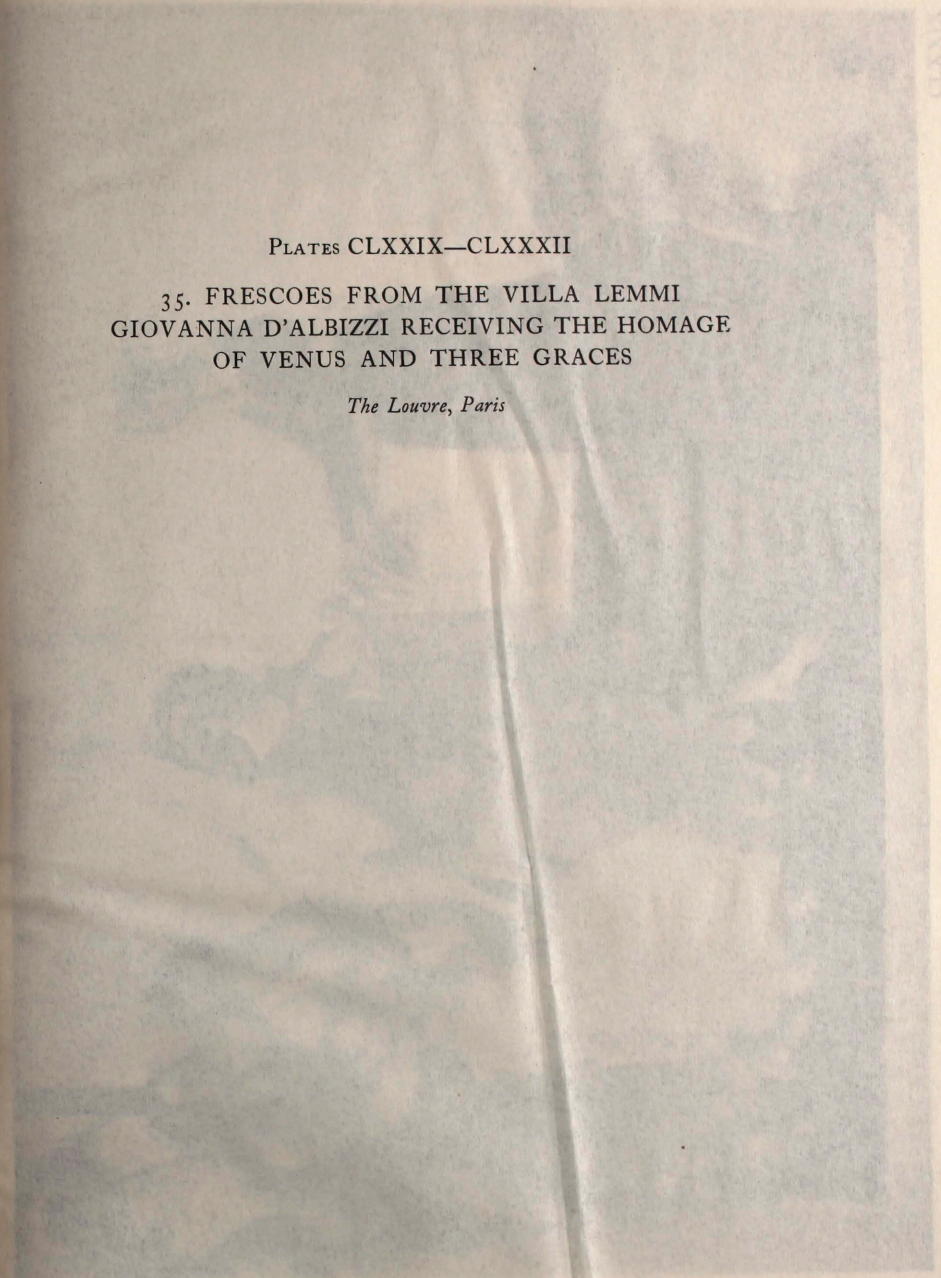 Plates CLXXIX—CLXXXII
35. FRESCOES FROM THE VILLA LEMMI
GIOVANNA D'ALBIZZI RECEIVING THE HOMAGE
OF VENUS AND THREE GRACES
The Louvre, Paris